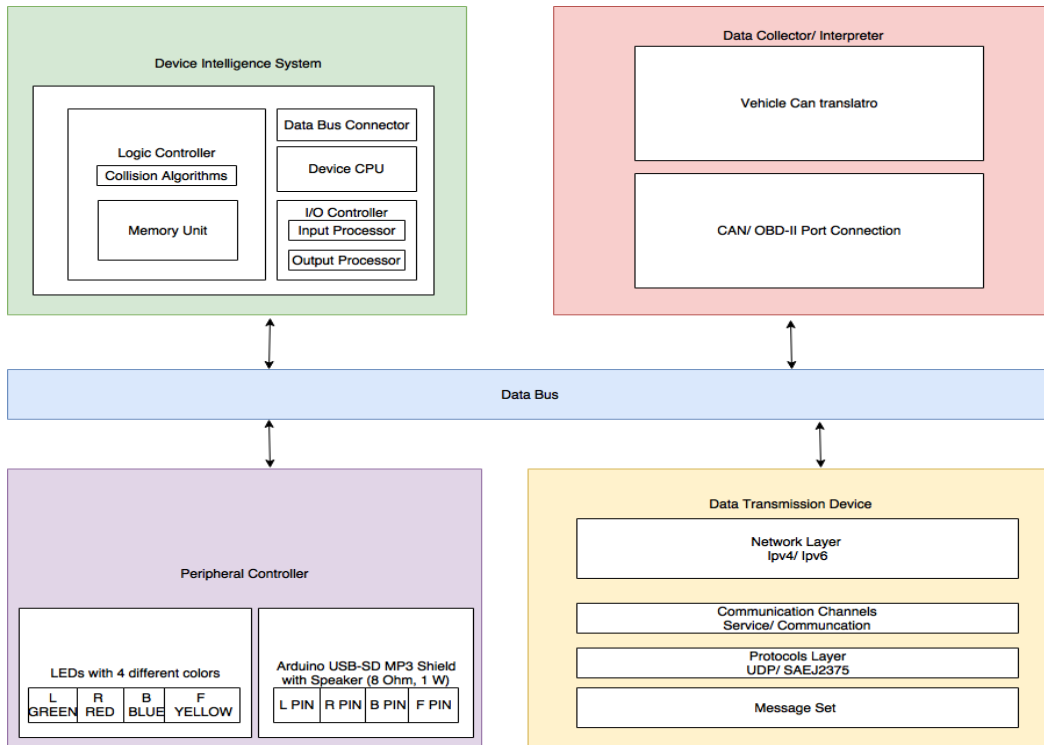 Device Intelligence System
Logic Controller
Collision Algorithms
Memory Unit
Data Bus Connector
Device CPU
I/O Controller
Input Processor
Output Processor
Data Collector/ Interpreter
Vehicle Can translatro
CAN/ OBD-II Port Connection
Data Bus
Peripheral Controller
LEDs with 4 different colors
L
GREEN
R
RED
B
BLUE
F
YELLOW
Arduino USB-SD MP3 Shield
with Speaker (8 Ohm, 1 W)
L PIN
R PIN
B PIN
F PIN
Data Transmission Device
Network Layer
Ipv4/ Ipv6
Communication Channels
Service/ Communcation
Protocols Layer
UDP/ SAEJ2375
Message Set